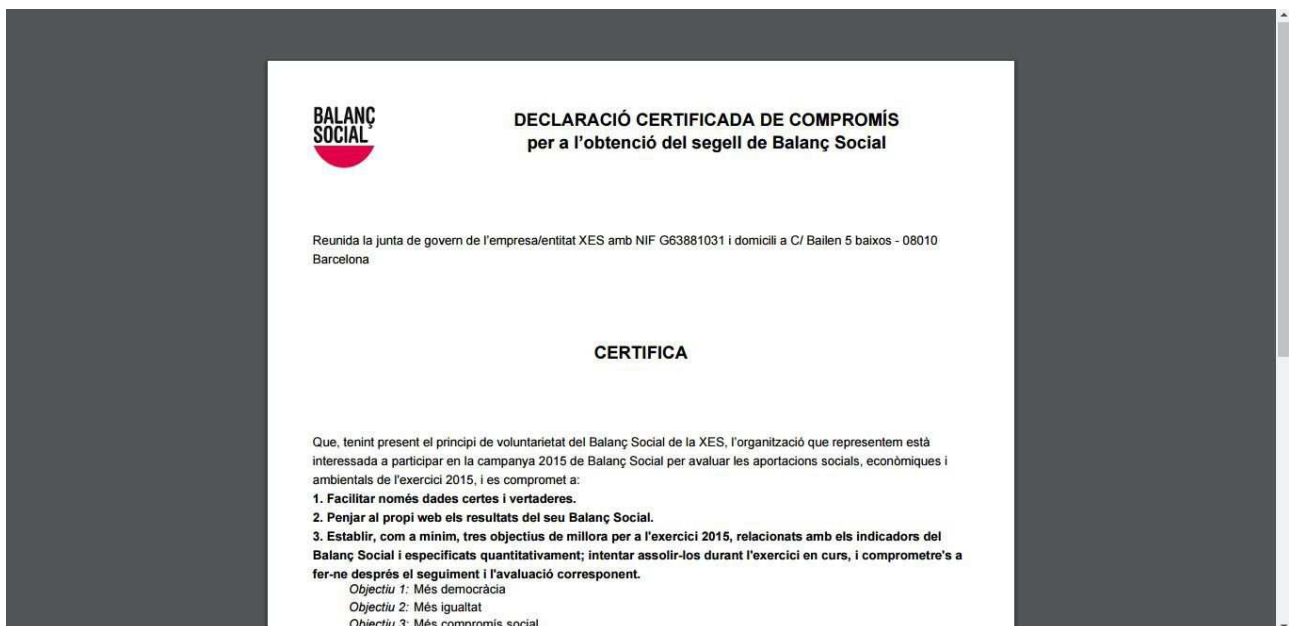 BALANÇ
SOCIAL
DECLARACIÓ CERTIFICADA DE COMPROMÍS
per a l'obtenció del segell de Balanç Social
Reunida la junta de govern de l'empresa/entitat XES amb NIF G63881031 i domicili a C/ Bailen 5 baixos - 08010
Barcelona
CERTIFICA
Que, tenint present el principi de voluntarietat del Balanç Social de la XES, l'organització que representem està
interessada a participar en la campanya 2015 de Balanç Social per avaluar les aportacions socials, econòmiques i
ambientals de l'exercici 2015, i es compromet a:
1. Facilitar només dades certes i vertaderes.
2. Penjar al propi web els resultats del seu Balanç Social.
3. Establir, com a minim, tres objectius de millora per a l'exercici 2015, relacionats amb els indicadors del
Balanç Social i especificats quantitativament; intentar assolir-los durant l'exercici en curs, i comprometre's a
fer-ne després el seguiment i l'avaluació corresponent.
Objectiu 1: Més democràcia
Objectiu 2: Més igualtat
Objectiu 3: Més compromís social